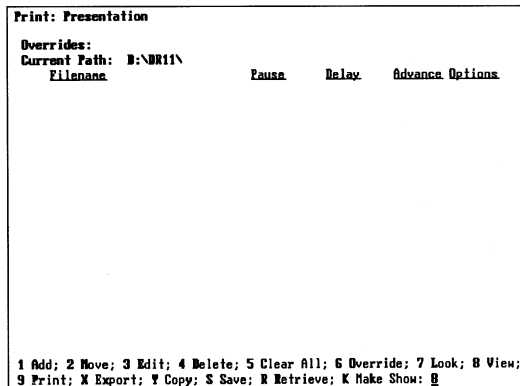 Print: Presentation
Overrides:
Current Path: D:\DR11\
Filename Pause Delay Advance Options
1 Add; 2 Move; 3 Edit; 4 Delete; 5 Clear All; 6 Override; 7 Look; 8 View;
9 Print; X Export; Y Copy; S Save; R Retrieve; K Make Show: 0